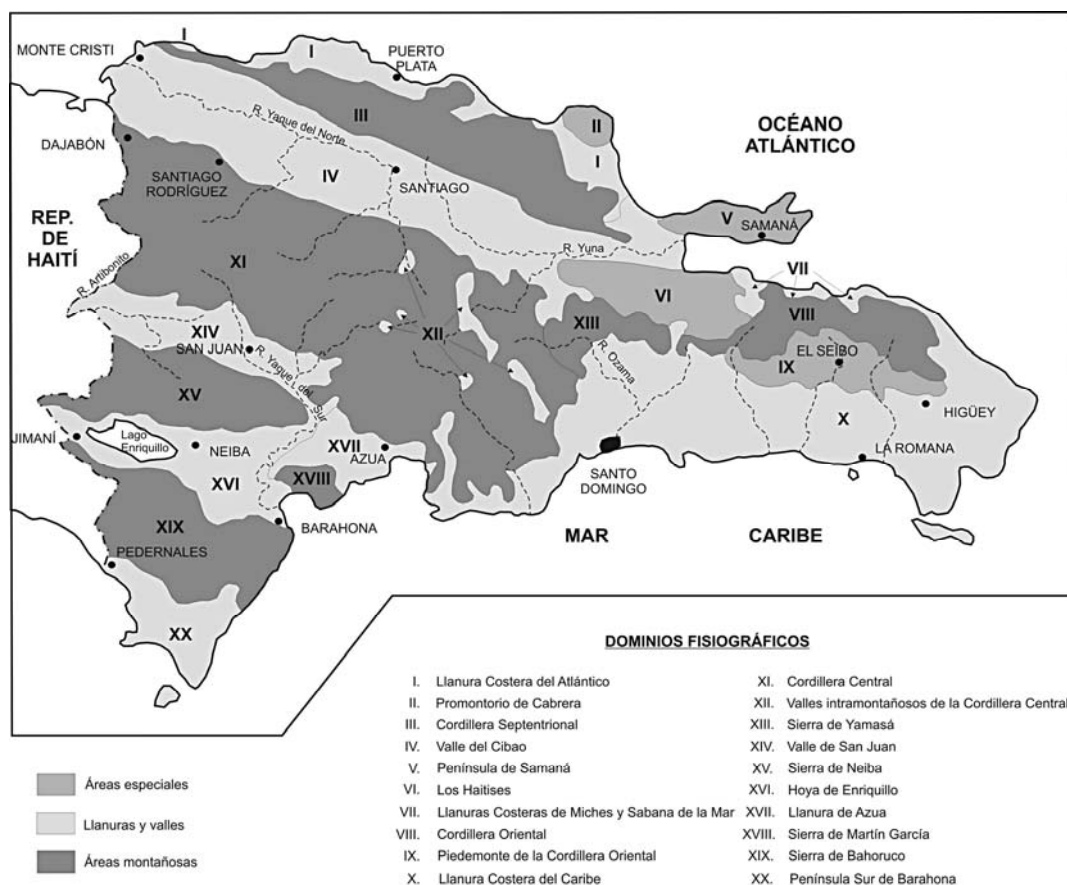 I
MONTE CRISTI
I
PUERTO
PLATA
III
II
OCÉANO
ATLÁNTICO
R. Yaque del Norte
DAJABÓN
I
SANTIAGO
RODRÍGUEZ
IV
SANTIAGO
REP.
DE
HAITÍ
V
SAMANÁ
R. Yuna
XI
VII
R. Artibonito
VI
VIII
XII
XIII
XIV
SAN JUAN
R. Yaque del Sur
R. Ozama
EL SEIBO
IX
XV
X
HIGÜEY
JIMANÍ
Lago
Enriquillo
NEIBA
XVII
AZUA
LA ROMANA
XVI
XVIII
SANTO
DOMINGO
XIX
BARAHONA
MAR CARIBE
PEDERNALES
XX
DOMINIOS FISIOGRÁFICOS
I. Llanura Costera del Atlántico
II. Promontorio de Cabrera
III. Cordillera Septentrional
IV. Valle del Cibao
V. Península de Samaná
VI. Los Haitises
VII. Llanuras Costeras de Miches y Sabana de la Mar
VIII. Cordillera Oriental
IX. Piedemonte de la Cordillera Oriental
X. Llanura Costera del Caribe
XI. Cordillera Central
XII. Valles intramontañosos de la Cordillera Central
XIII. Sierra de Yamasá
XIV. Valle de San Juan
XV. Sierra de Neiba
XVI. Hoya de Enriquillo
XVII. Llanura de Azua
XVIII. Sierra de Martín García
XIX. Sierra de Bahoruco
XX. Península Sur de Barahona
Áreas especiales
Llanuras y valles
Áreas montañosas